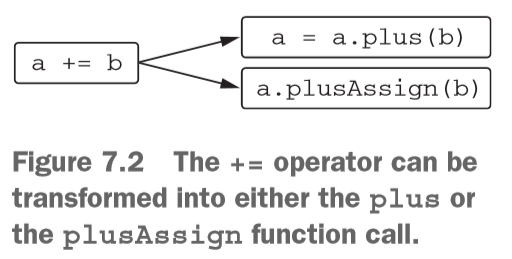 a += b
a = a.plus(b)
a.plusAssign(b)
Figure 7.2 The += operator can be
transformed into either the plus or
the plusAssign function call.